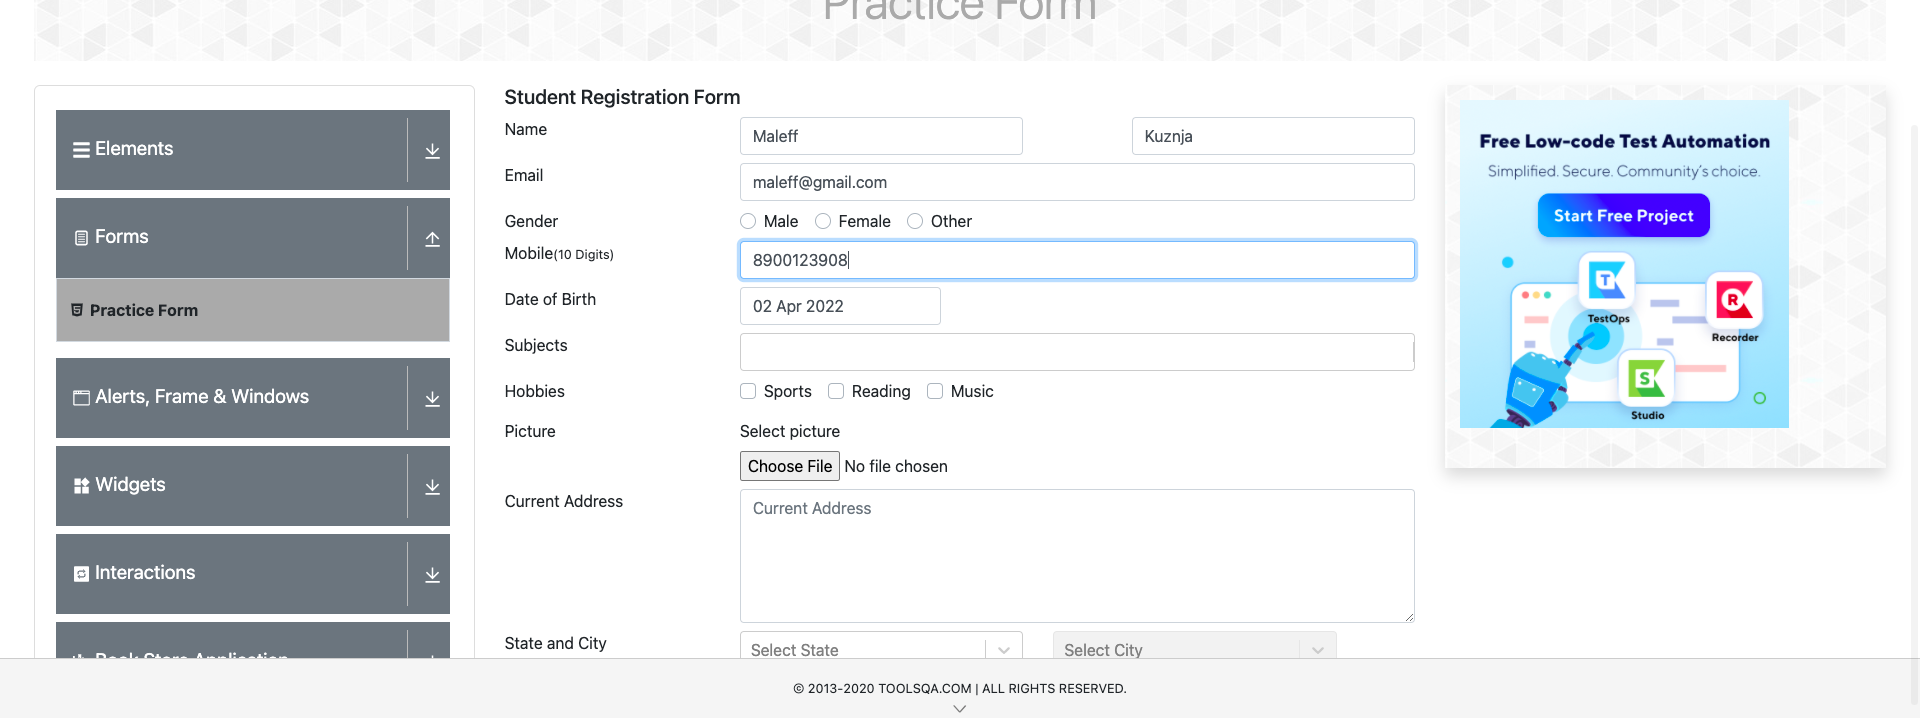 Practice Form
Elements
Forms
Practice Form
Alerts, Frame & Windows
Widgets
Interactions
Book Store Application
Student Registration Form
Name
Maleff
Kuznja
Email
maleff@gmail.com
Gender
Male
Female
Other
Mobile(10 Digits)
8900123908
Date of Birth
02 Apr 2022
Subjects
Hobbies
Sports
Reading
Music
Picture
Select picture
Choose File
No file chosen
Current Address
Current Address
State and City
Select State
Select City
Free Low-code Test Automation
Simplified. Secure. Community's choice.
Start Free Project
T
TestOps
R
Recorder
S
Studio
© 2013-2020 TOOLSQA.COM | ALL RIGHTS RESERVED.